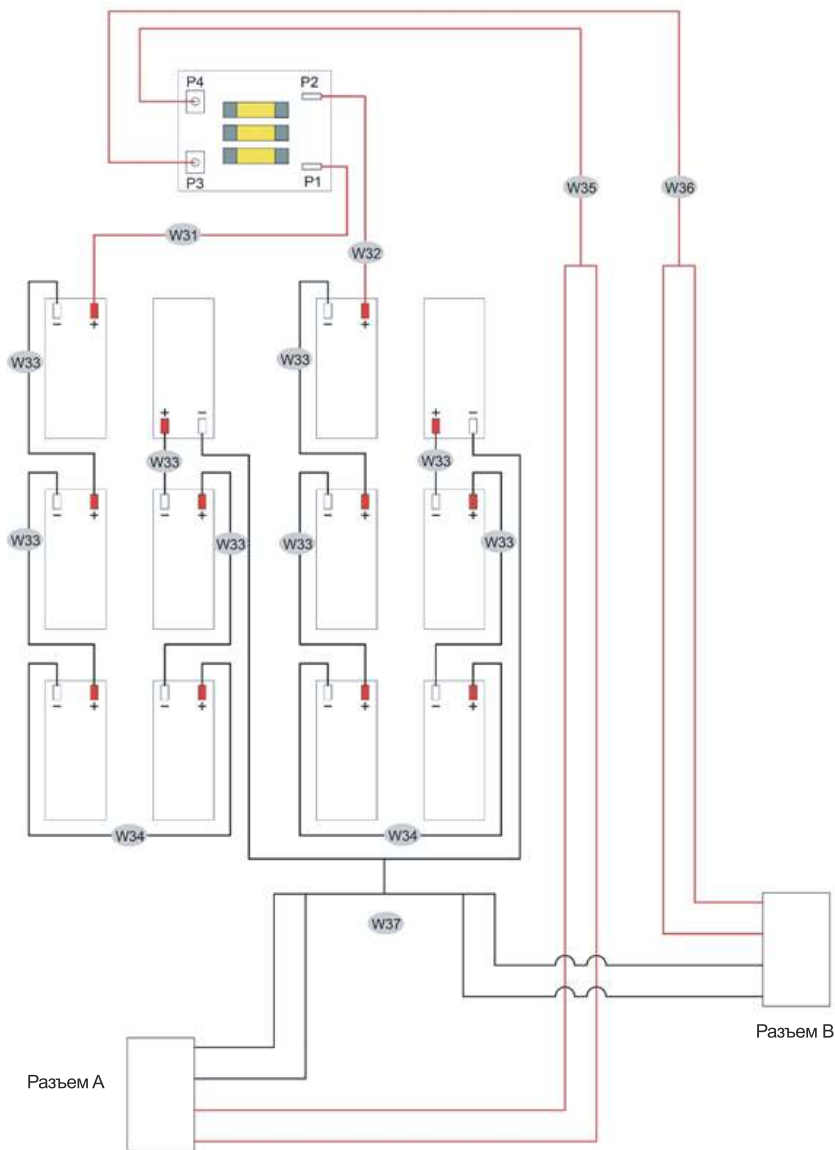 P4 P2
P3 P1
W35 W36
W31
W32
- + - +
W33 W33
+ - + -
W33 W33
- + - + - + - +
W33 W33 W33 W33
- + - + - + - +
W34 W34
W37
Разъем B
Разъем A